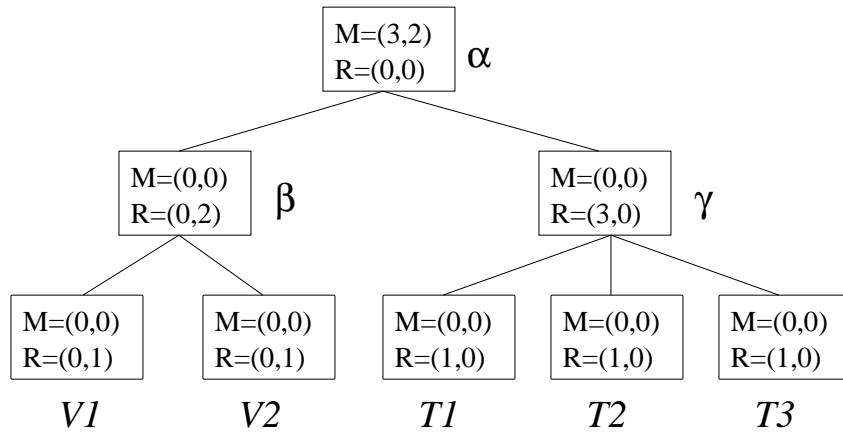 M=(3,2)
R=(0,0)
α
M=(0,0)
R=(0,2)
β
M=(0,0)
R=(3,0)
γ
M=(0,0)
R=(0,1)
M=(0,0)
R=(0,1)
M=(0,0)
R=(1,0)
M=(0,0)
R=(1,0)
M=(0,0)
R=(1,0)
V1
V2
T1
T2
T3